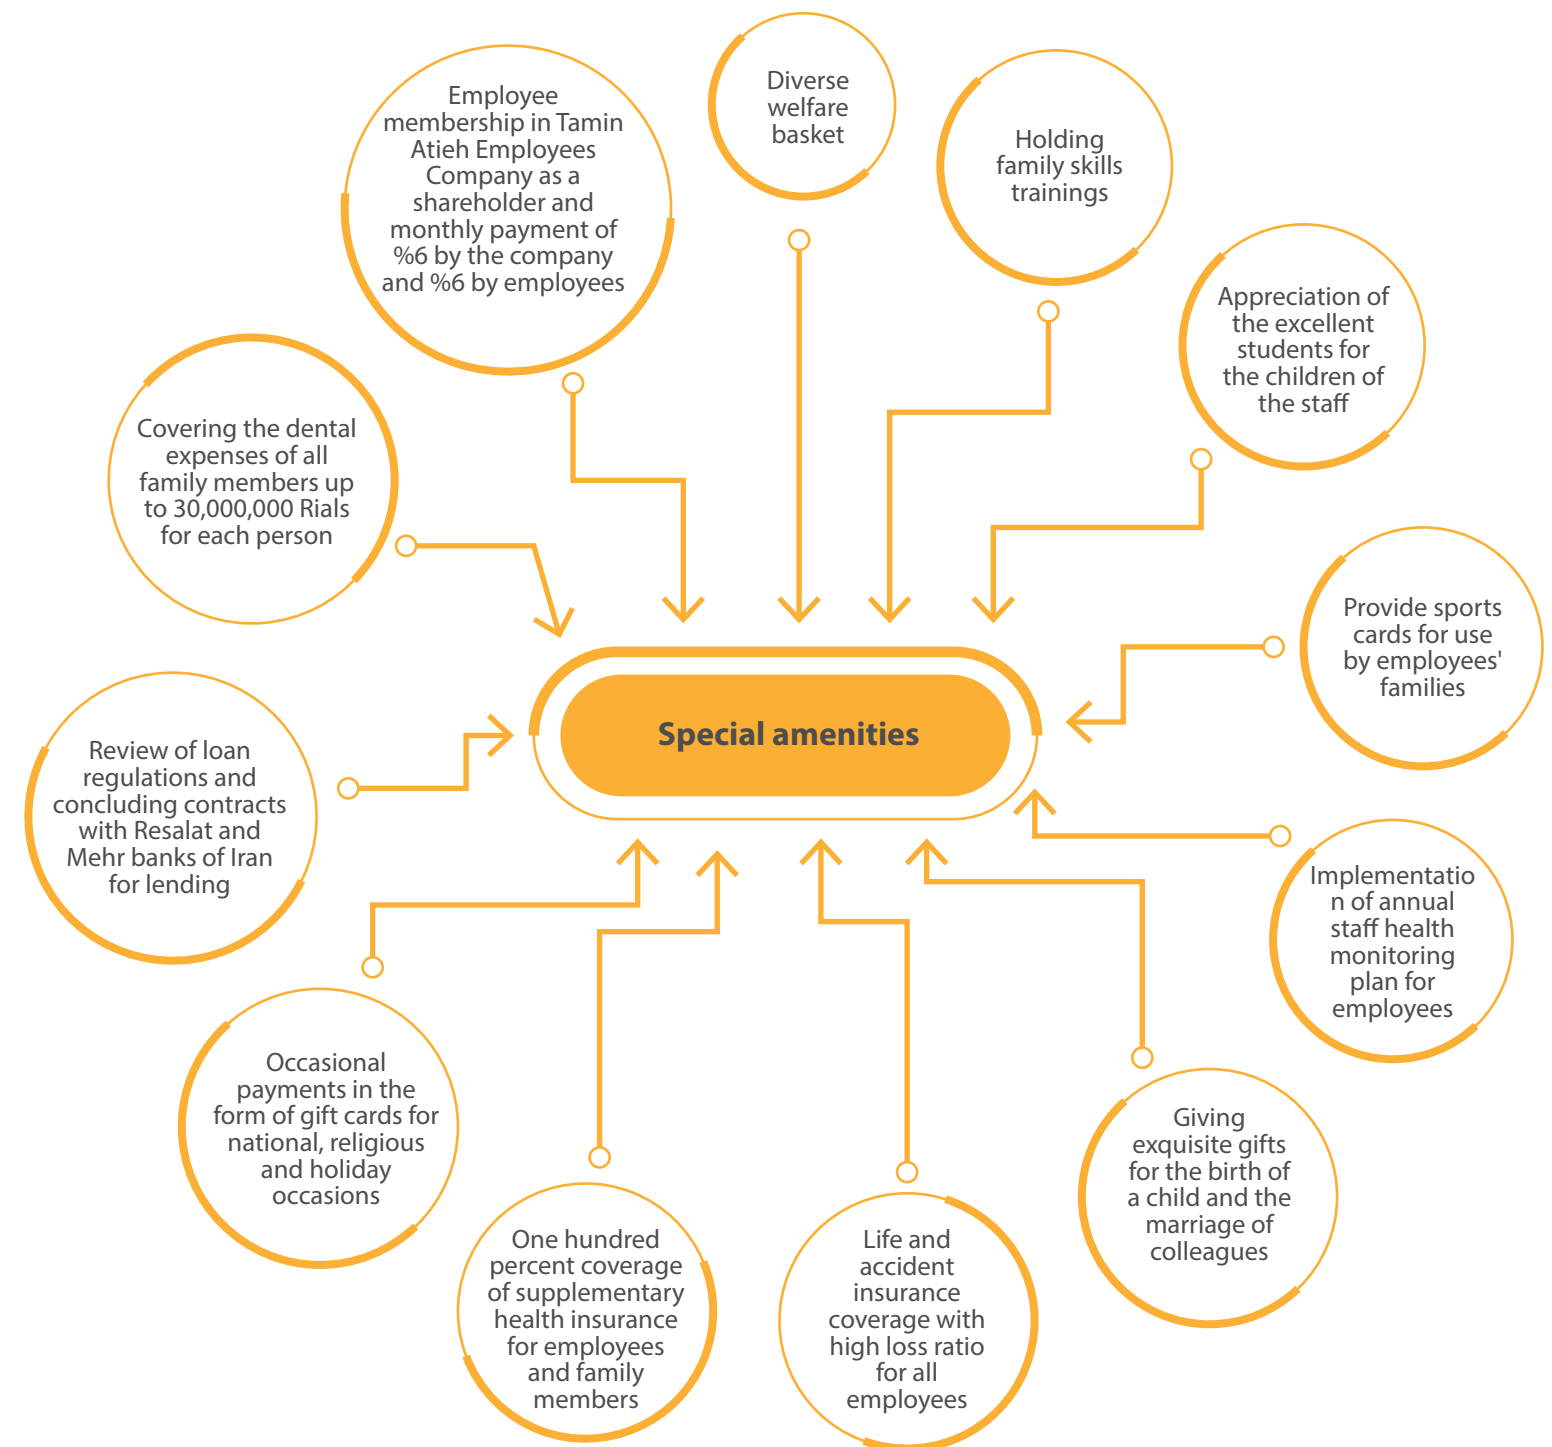 Diverse
welfare
basket
Employee
membership in Tamin
Atieh Employees
Company as a
shareholder and
monthly payment of
%6 by the company
and %6 by employees
Holding
family skills
trainings
Appreciation of
the excellent
students for
the children of
the staff
Covering the dental
expenses of all
family members up
to 30,000,000 Rials
for each person
Provide sports
cards for use
by employees'
families
Special amenities
Review of loan
regulations and
concluding contracts
with Resalat and
Mehr banks of Iran
for lending
Implementatio
n of annual
staff health
monitoring
plan for
employees
Occasional
payments in the
form of gift cards for
national, religious
and holiday
occasions
Giving
exquisite gifts
for the birth of
a child and the
marriage of
colleagues
One hundred
percent coverage
of supplementary
health insurance
for employees
and family
members
Life and
accident
insurance
coverage with
high loss ratio
for all
employees